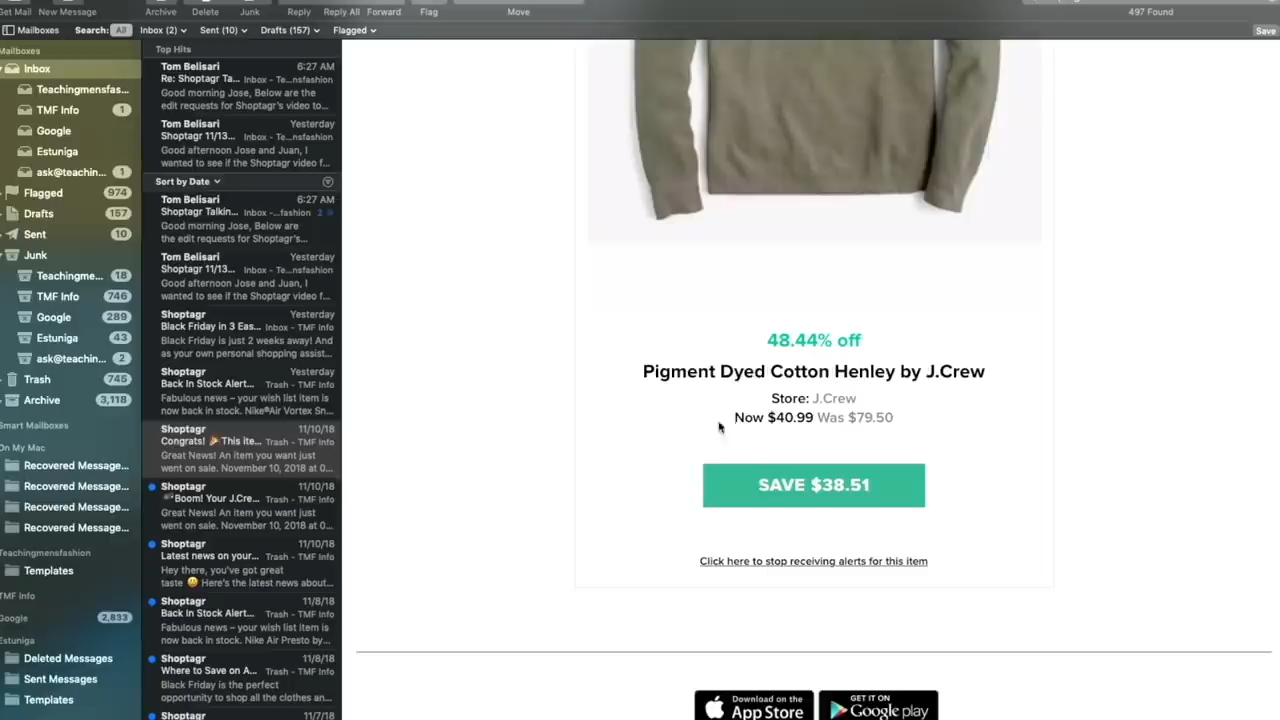 Get Mail New Message Archive Delete Junk Reply Reply All Forward Flag Move 497 Found
Mailboxes Search: All Inbox (2) Sent (10) Drafts (157) Flagged Save
Mailboxes
Inbox
Teachingmensfas...
TMF Info 1
Google
Estuniga
ask@teachin... 1
Flagged 974
Drafts 157
Sent 10
Junk
Teachingme... 18
TMF Info 746
Google 289
Estuniga 43
ask@teachin... 2
Trash 745
Archive 3,118
Smart Mailboxes
On My Mac
Recovered Message...
Recovered Message...
Recovered Message...
Recovered Message...
Teachingmensfashion
Templates
TMF Info
Google 2,833
Estuniga
Deleted Messages
Sent Messages
Templates
Top Hits
Tom Belisari 6:27 AM
Re: Shoptagr Ta... Inbox - Te...nsfashion
Good morning Jose, Below are the
edit requests for Shoptagr's video to...
Tom Belisari Yesterday
Shoptagr 11/13... Inbox - Te...nsfashion
Good afternoon Jose and Juan, I
wanted to see if the Shoptagr video f...
Sort by Date
Tom Belisari 6:27 AM
Shoptagr Talkin... Inbox -...fashion 2
Good morning Jose, Below are
the edit requests for Shoptagr's...
Tom Belisari Yesterday
Shoptagr 11/13... Inbox - Te...nsfashion
Good afternoon Jose and Juan, I
wanted to see if the Shoptagr video f...
Shoptagr Yesterday
Black Friday in 3 Eas... Inbox - TMF Info
Black Friday is just 2 weeks away! And
as your own personal shopping assist...
Shoptagr Yesterday
Back In Stock Alert... Trash - TMF Info
Fabulous news – your wish list item is
now back in stock. Nike®Air Vortex Sn...
Shoptagr 11/10/18
Congrats! 🎉This ite... Trash - TMF Info
Great News! An item you want just
went on sale. November 10, 2018 at 0...
Shoptagr 11/10/18
Boom! Your J.Cre... Trash - TMF Info
Great News! An item you want just
went on sale. November 10, 2018 at 0...
Shoptagr 11/10/18
Latest news on your... Trash - TMF Info
Hey there, you've got great
taste 😃 Here's the latest news about...
Shoptagr 11/8/18
Back In Stock Alert... Trash - TMF Info
Fabulous news – your wish list item is
now back in stock. Nike Air Presto by...
Shoptagr 11/8/18
Where to Save on A... Trash - TMF Info
Black Friday is the perfect
opportunity to shop all the clothes an...
Shoptagr 11/7/18
48.44% off
Pigment Dyed Cotton Henley by J.Crew
Store: J.Crew
Now $40.99 Was $79.50
SAVE $38.51
Click here to stop receiving alerts for this item
Download on the
App Store
GET IT ON
Google play